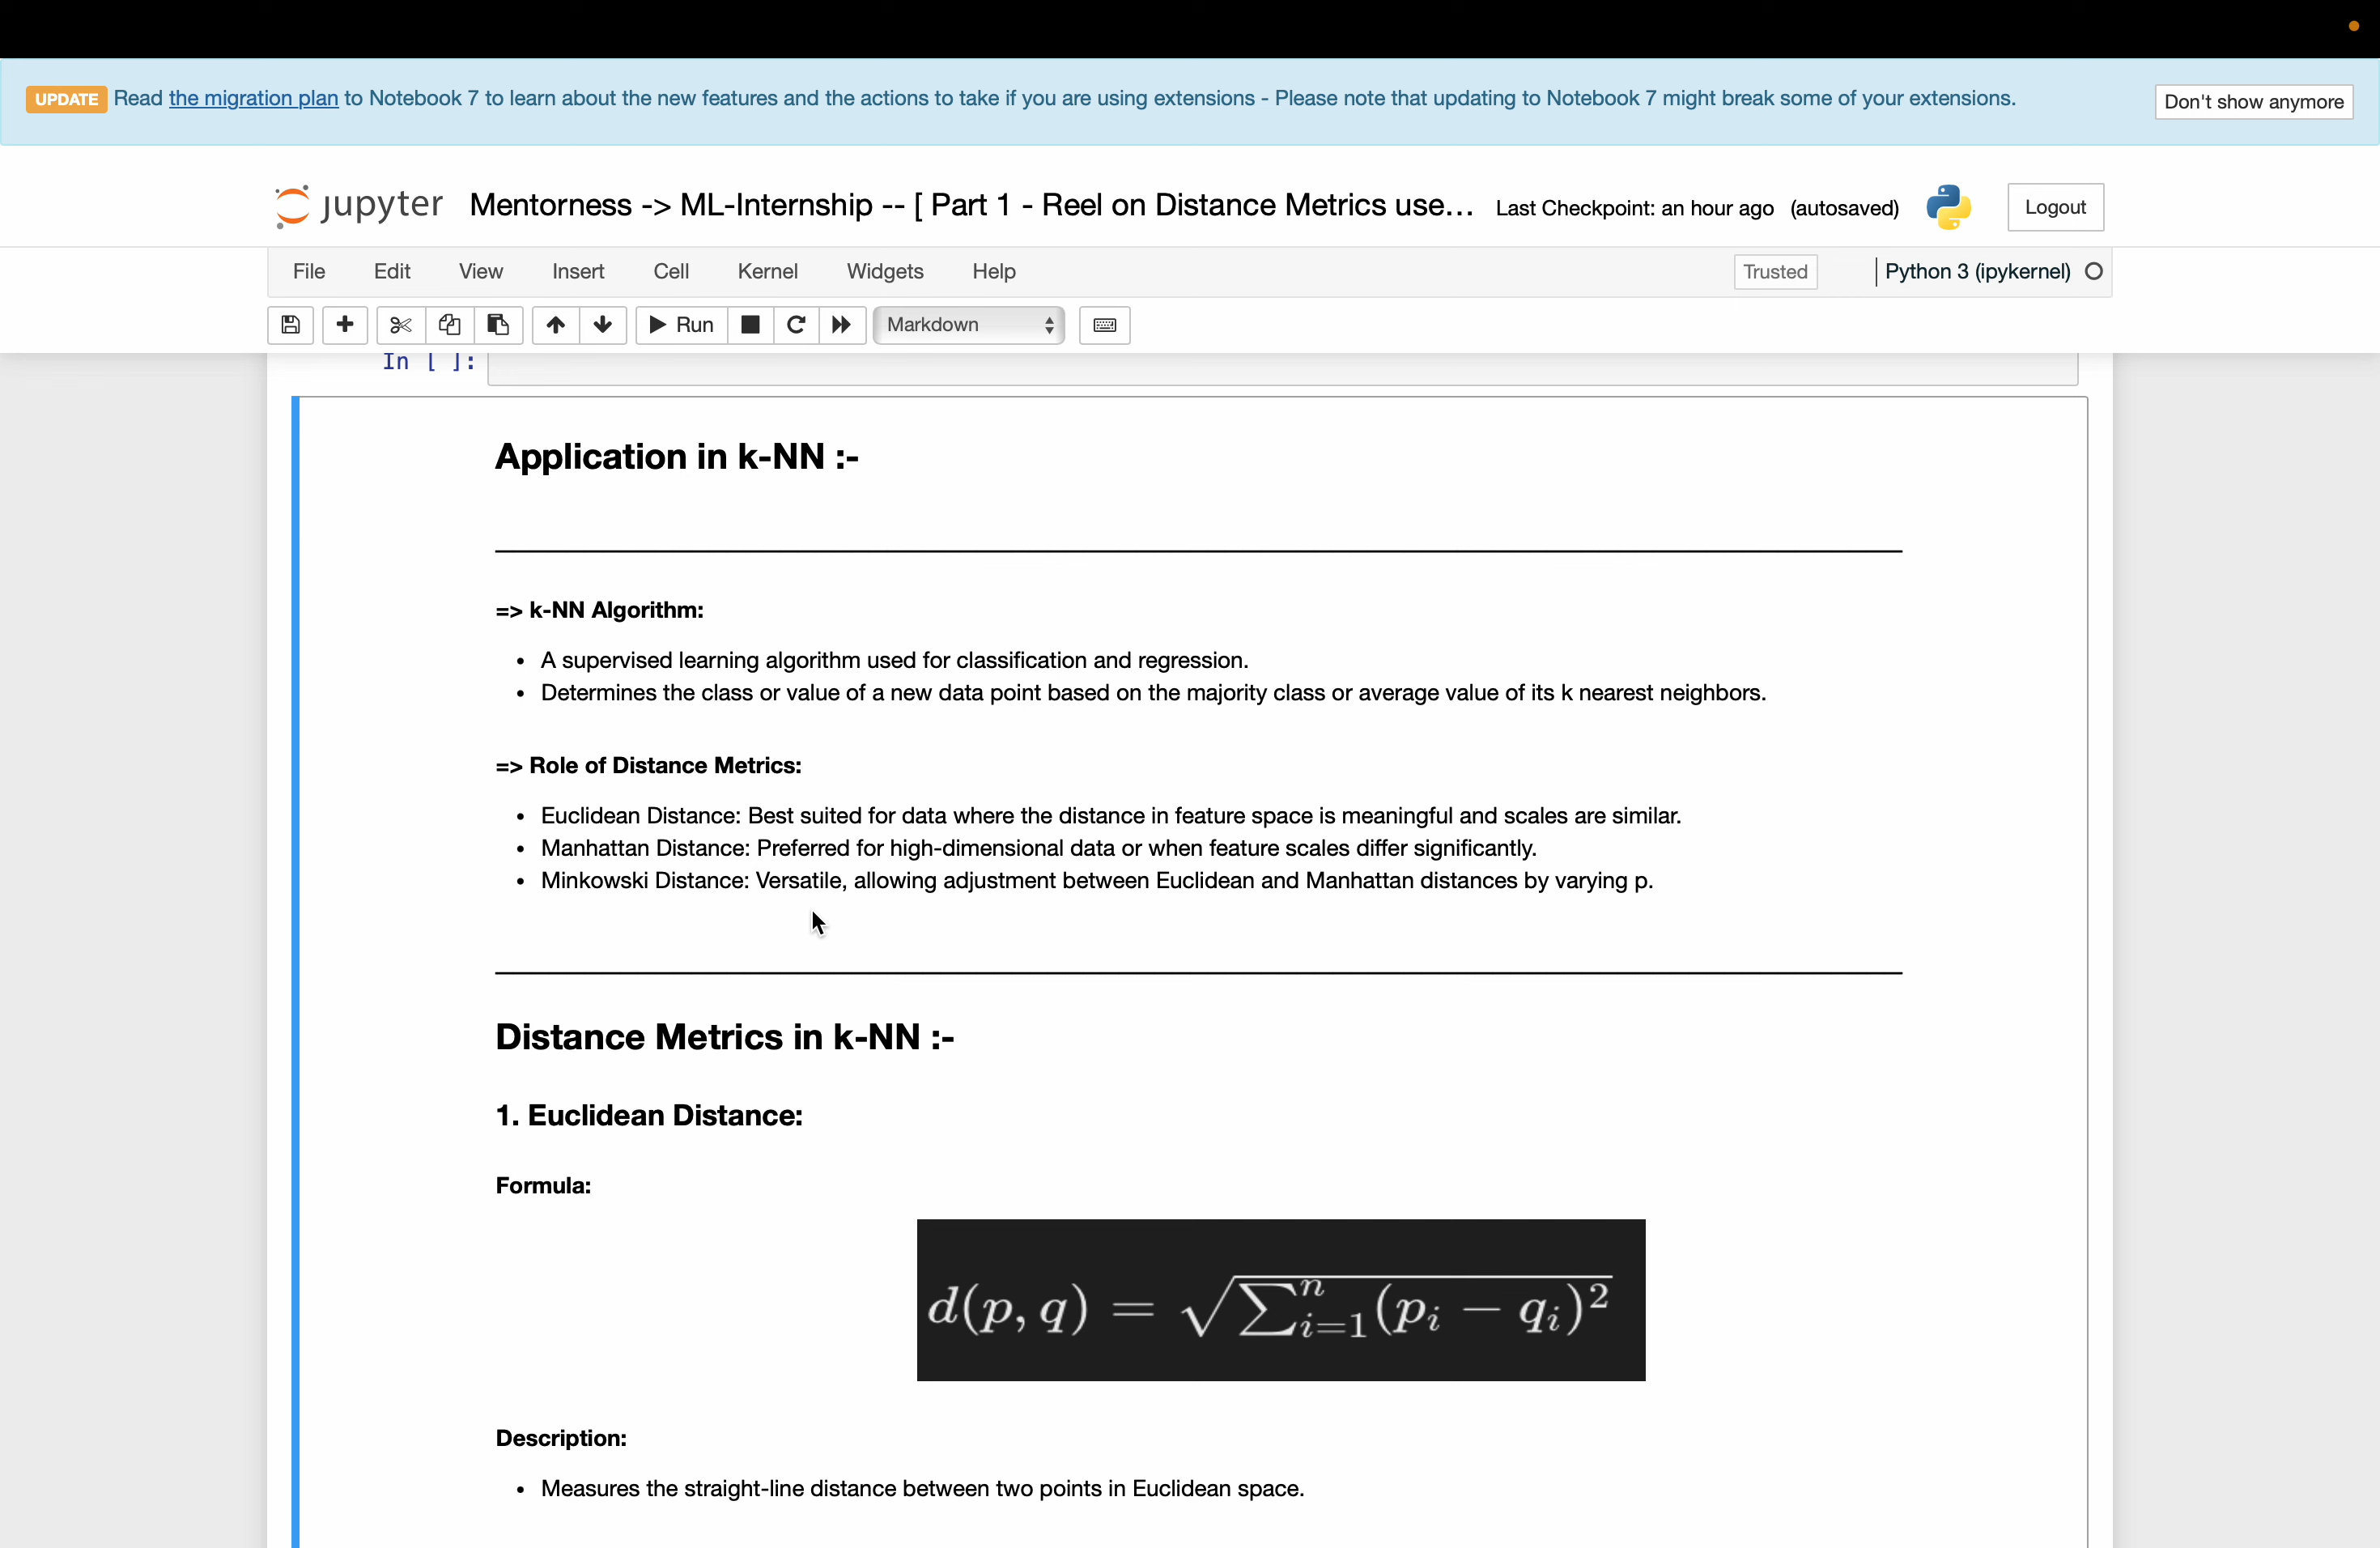 UPDATE Read the migration plan to Notebook 7 to learn about the new features and the actions to take if you are using extensions - Please note that updating to Notebook 7 might break some of your extensions.
Don't show anymore
jupyter Mentorness -> ML-Internship -- [ Part 1 - Reel on Distance Metrics use... Last Checkpoint: an hour ago (autosaved)
Logout
File Edit View Insert Cell Kernel Widgets Help
Trusted
Python 3 (ipykernel)
Run
Markdown
In [ ]:
Application in k-NN :-
=> k-NN Algorithm:
• A supervised learning algorithm used for classification and regression.
• Determines the class or value of a new data point based on the majority class or average value of its k nearest neighbors.
=> Role of Distance Metrics:
• Euclidean Distance: Best suited for data where the distance in feature space is meaningful and scales are similar.
• Manhattan Distance: Preferred for high-dimensional data or when feature scales differ significantly.
• Minkowski Distance: Versatile, allowing adjustment between Euclidean and Manhattan distances by varying p.
Distance Metrics in k-NN :-
1. Euclidean Distance:
Formula:
d(p, q) = √∑ⁿᵢ₌₁(pᵢ − qᵢ)²
Description:
• Measures the straight-line distance between two points in Euclidean space.